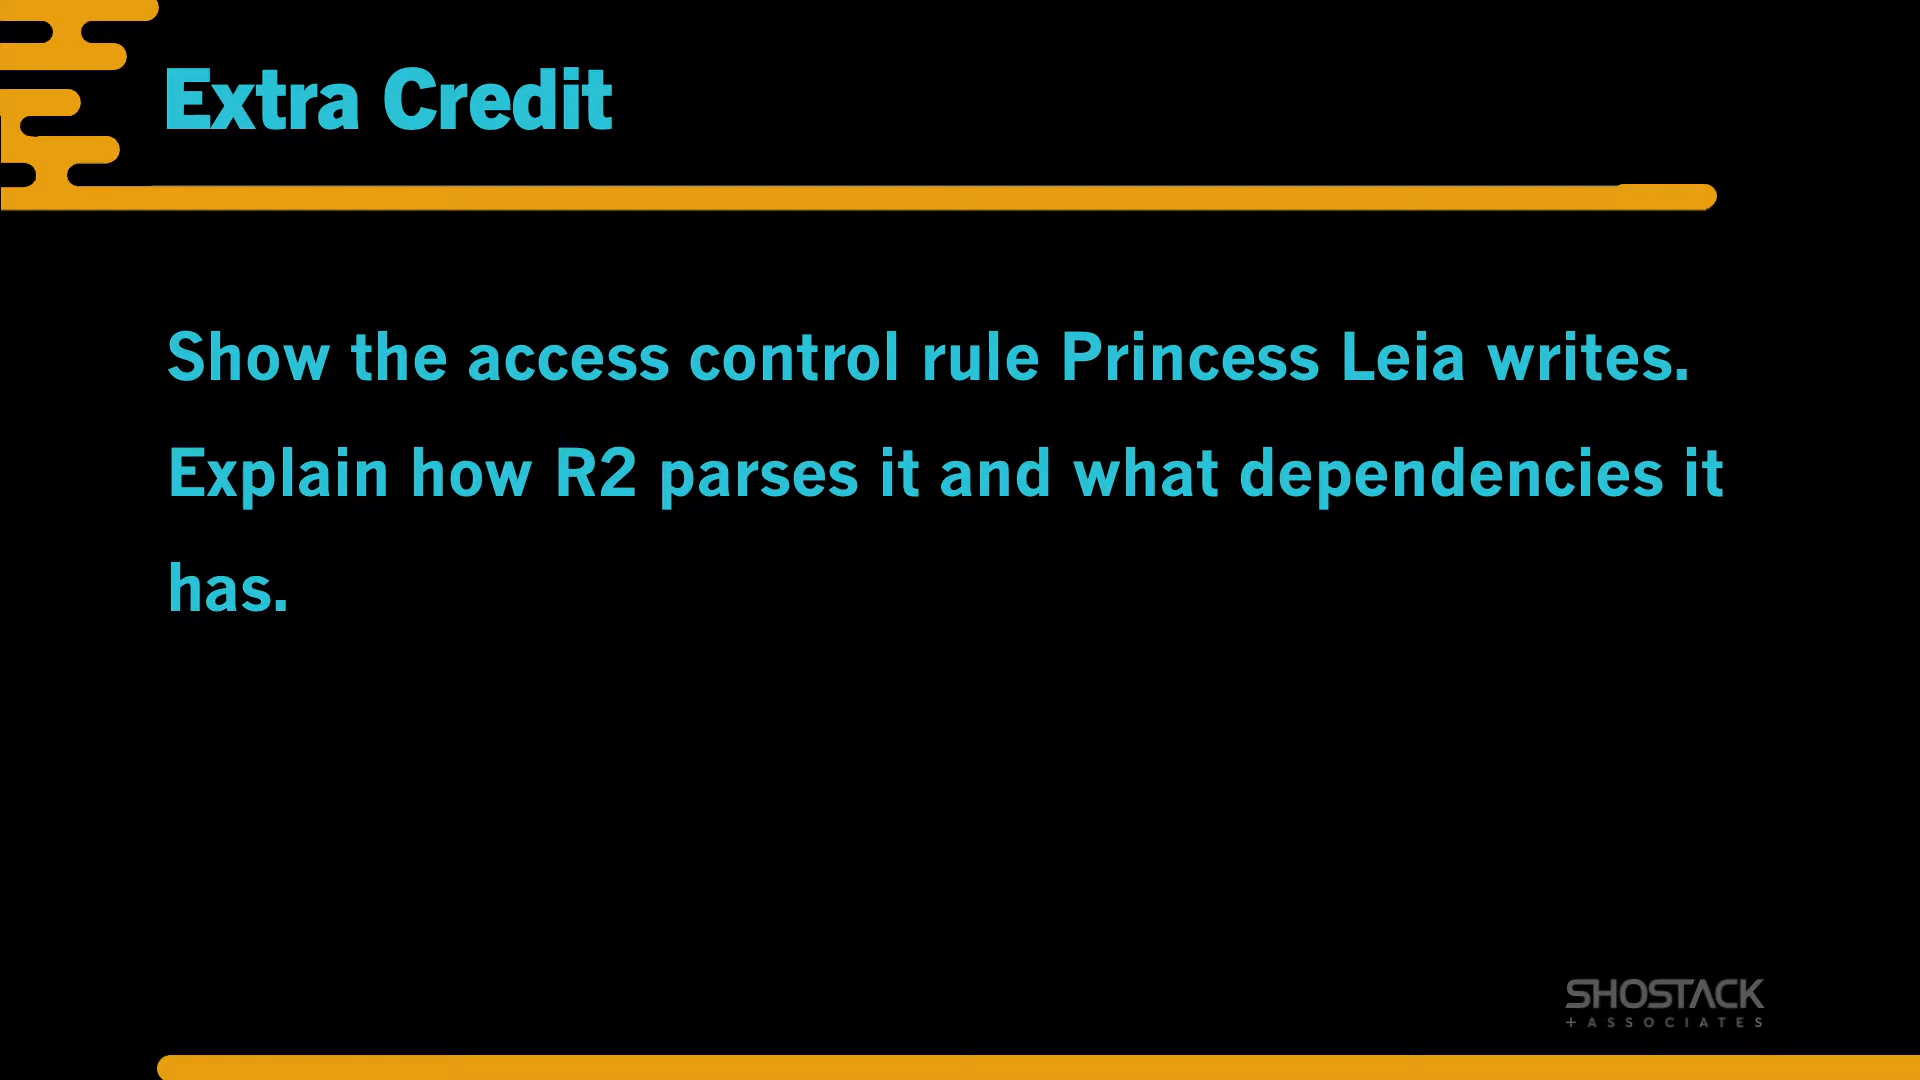 Extra Credit
Show the access control rule Princess Leia writes.
Explain how R2 parses it and what dependencies it
has.
SHOSTACK
+ ASSOCIATES